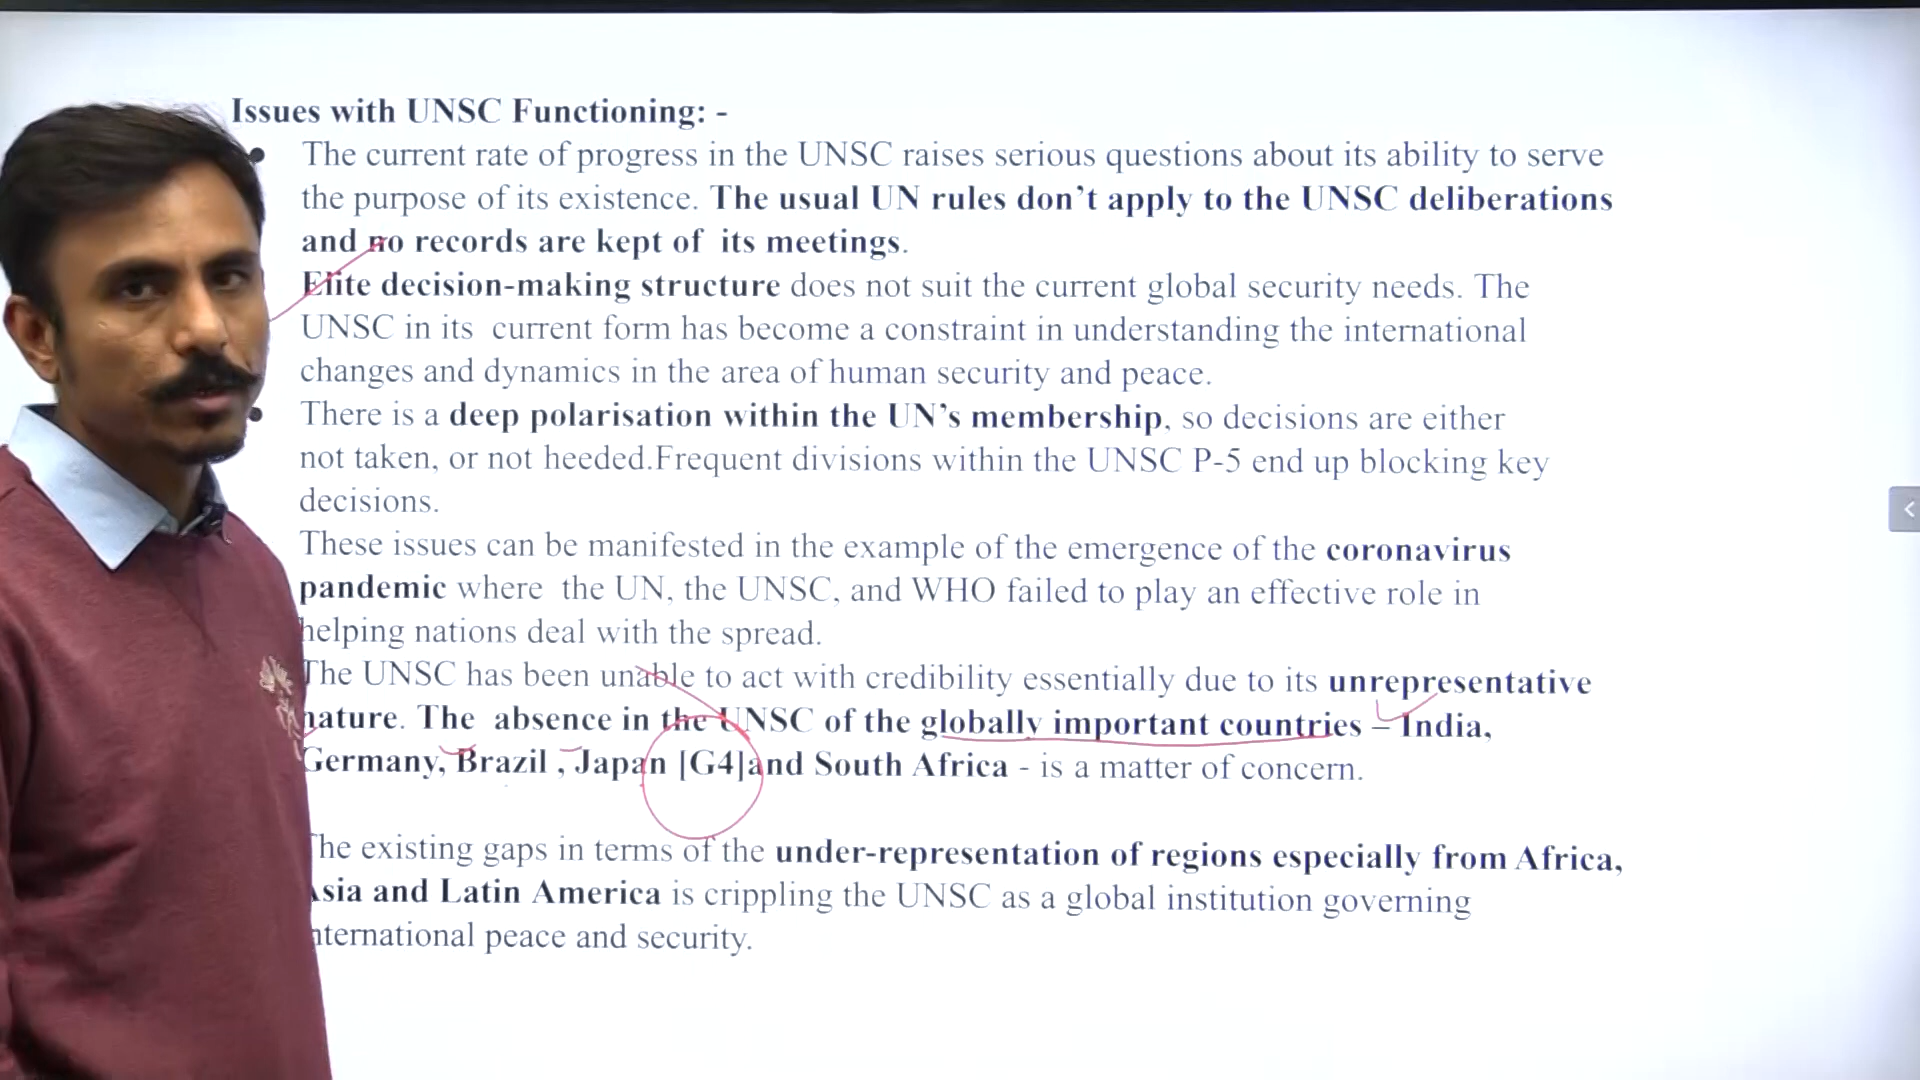 Issues with UNSC Functioning: -
• The current rate of progress in the UNSC raises serious questions about its ability to serve
the purpose of its existence. The usual UN rules don’t apply to the UNSC deliberations
and no records are kept of its meetings.
Elite decision-making structure does not suit the current global security needs. The
UNSC in its current form has become a constraint in understanding the international
changes and dynamics in the area of human security and peace.
• There is a deep polarisation within the UN’s membership, so decisions are either
not taken, or not heeded.Frequent divisions within the UNSC P-5 end up blocking key
decisions.
These issues can be manifested in the example of the emergence of the coronavirus
pandemic where the UN, the UNSC, and WHO failed to play an effective role in
helping nations deal with the spread.
The UNSC has been unable to act with credibility essentially due to its unrepresentative
nature. The absence in the UNSC of the globally important countries – India,
Germany, Brazil , Japan [G4]and South Africa - is a matter of concern.
The existing gaps in terms of the under-representation of regions especially from Africa,
Asia and Latin America is crippling the UNSC as a global institution governing
international peace and security.